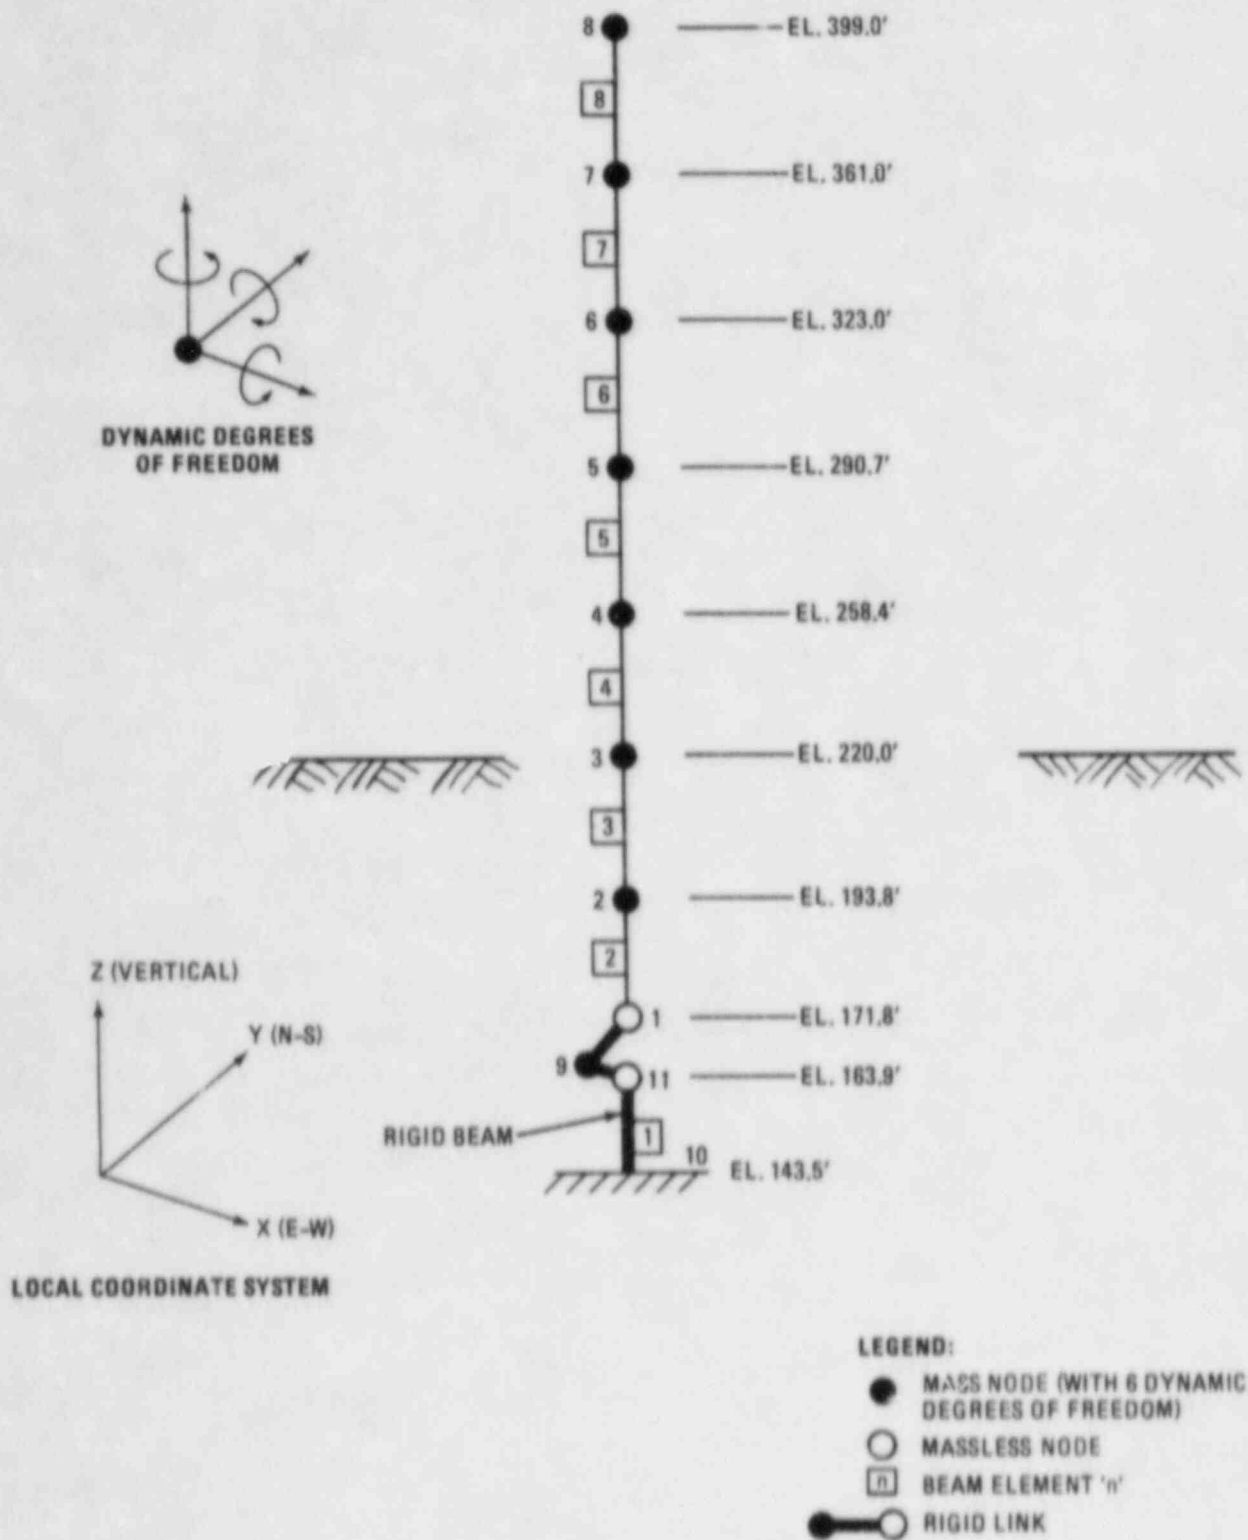 8 EL. 399.0'
8
7 EL. 361.0'
7
6 EL. 323.0'
6
DYNAMIC DEGREES
OF FREEDOM
5 EL. 290.7'
5
4 EL. 258.4'
4
3 EL. 220.0'
3
2 EL. 193.8'
2
Z (VERTICAL)
Y (N-S)
X (E-W)
LOCAL COORDINATE SYSTEM
1 EL. 171.8'
9
11 EL. 163.9'
RIGID BEAM
1
10
EL. 143.5'
LEGEND:
MASS NODE (WITH 6 DYNAMIC
DEGREES OF FREEDOM)
MASSLESS NODE
n BEAM ELEMENT 'n'
RIGID LINK